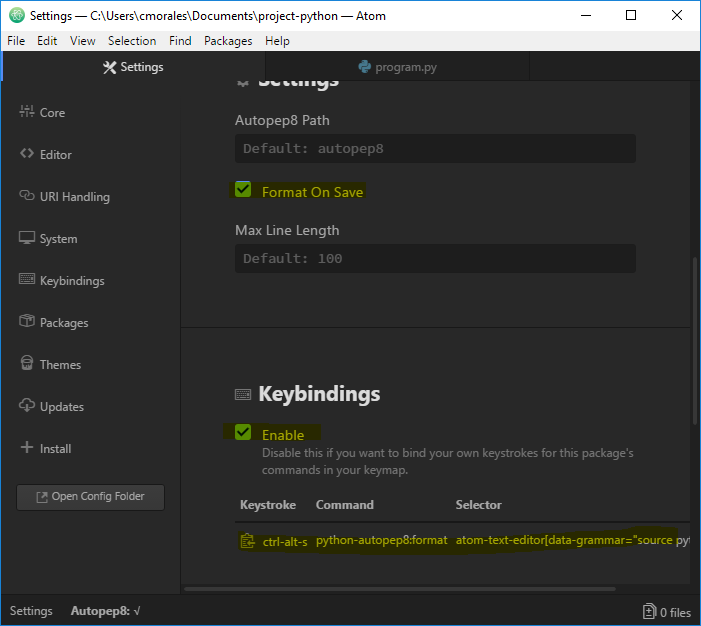 Settings — C:\Users\cmorales\Documents\project-python — Atom
File Edit View Selection Find Packages Help
Settings program.py
Core
Editor
URI Handling
System
Keybindings
Packages
Themes
Updates
Install
Open Config Folder
Settings
Autopep8 Path
Default: autopep8
Format On Save
Max Line Length
Default: 100
Keybindings
Enable
Disable this if you want to bind your own keystrokes for this package's
commands in your keymap.
Keystroke Command Selector
ctrl-alt-s python-autopep8:format atom-text-editor[data-grammar="source pyt
Settings Autopep8: √ 0 files